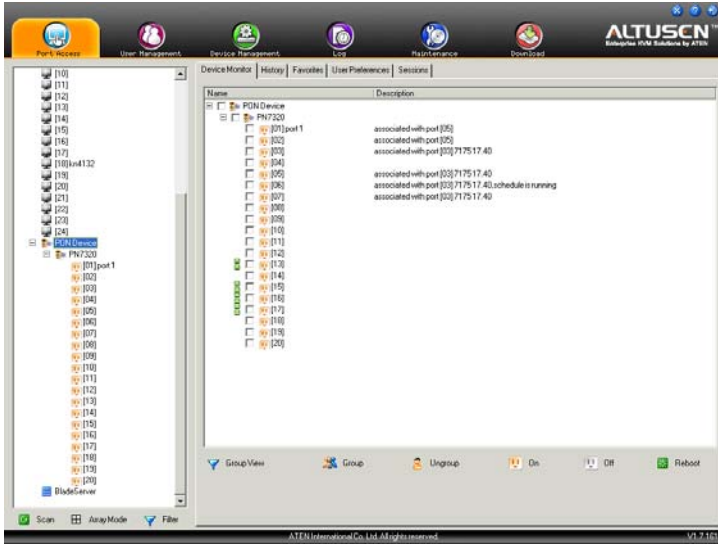 Port Access
User Management
Device Management
Log
Maintenance
Download
ALTUSCN™
Enterprise KVM Solutions by ATEN
[10]
[11]
[12]
[13]
[14]
[15]
[16]
[17]
[18]kn4132
[19]
[20]
[21]
[22]
[23]
[24]
PON Device
PN7320
[01]port 1
[02]
[03]
[04]
[05]
[06]
[07]
[08]
[09]
[10]
[11]
[12]
[13]
[14]
[15]
[16]
[17]
[18]
[19]
[20]
BladeServer
Scan
Array Mode
Filter
Device Monitor
History
Favorites
User Preferences
Sessions
Name
Description
PON Device
PN7320
[01]port 1 associated with port [05]
[02] associated with port [05]
[03] associated with port [03] 7175 17.40
[04]
[05] associated with port [03] 7175 17.40
[06] associated with port [03] 7175 17.40,schedule is running
[07] associated with port [03] 7175 17.40
[08]
[09]
[10]
[11]
[12]
[13]
[14]
[15]
[16]
[17]
[18]
[19]
[20]
Group View
Group
Ungroup
On
Off
Reboot
ATEN International Co. Ltd. All rights reserved.
V1.7.161